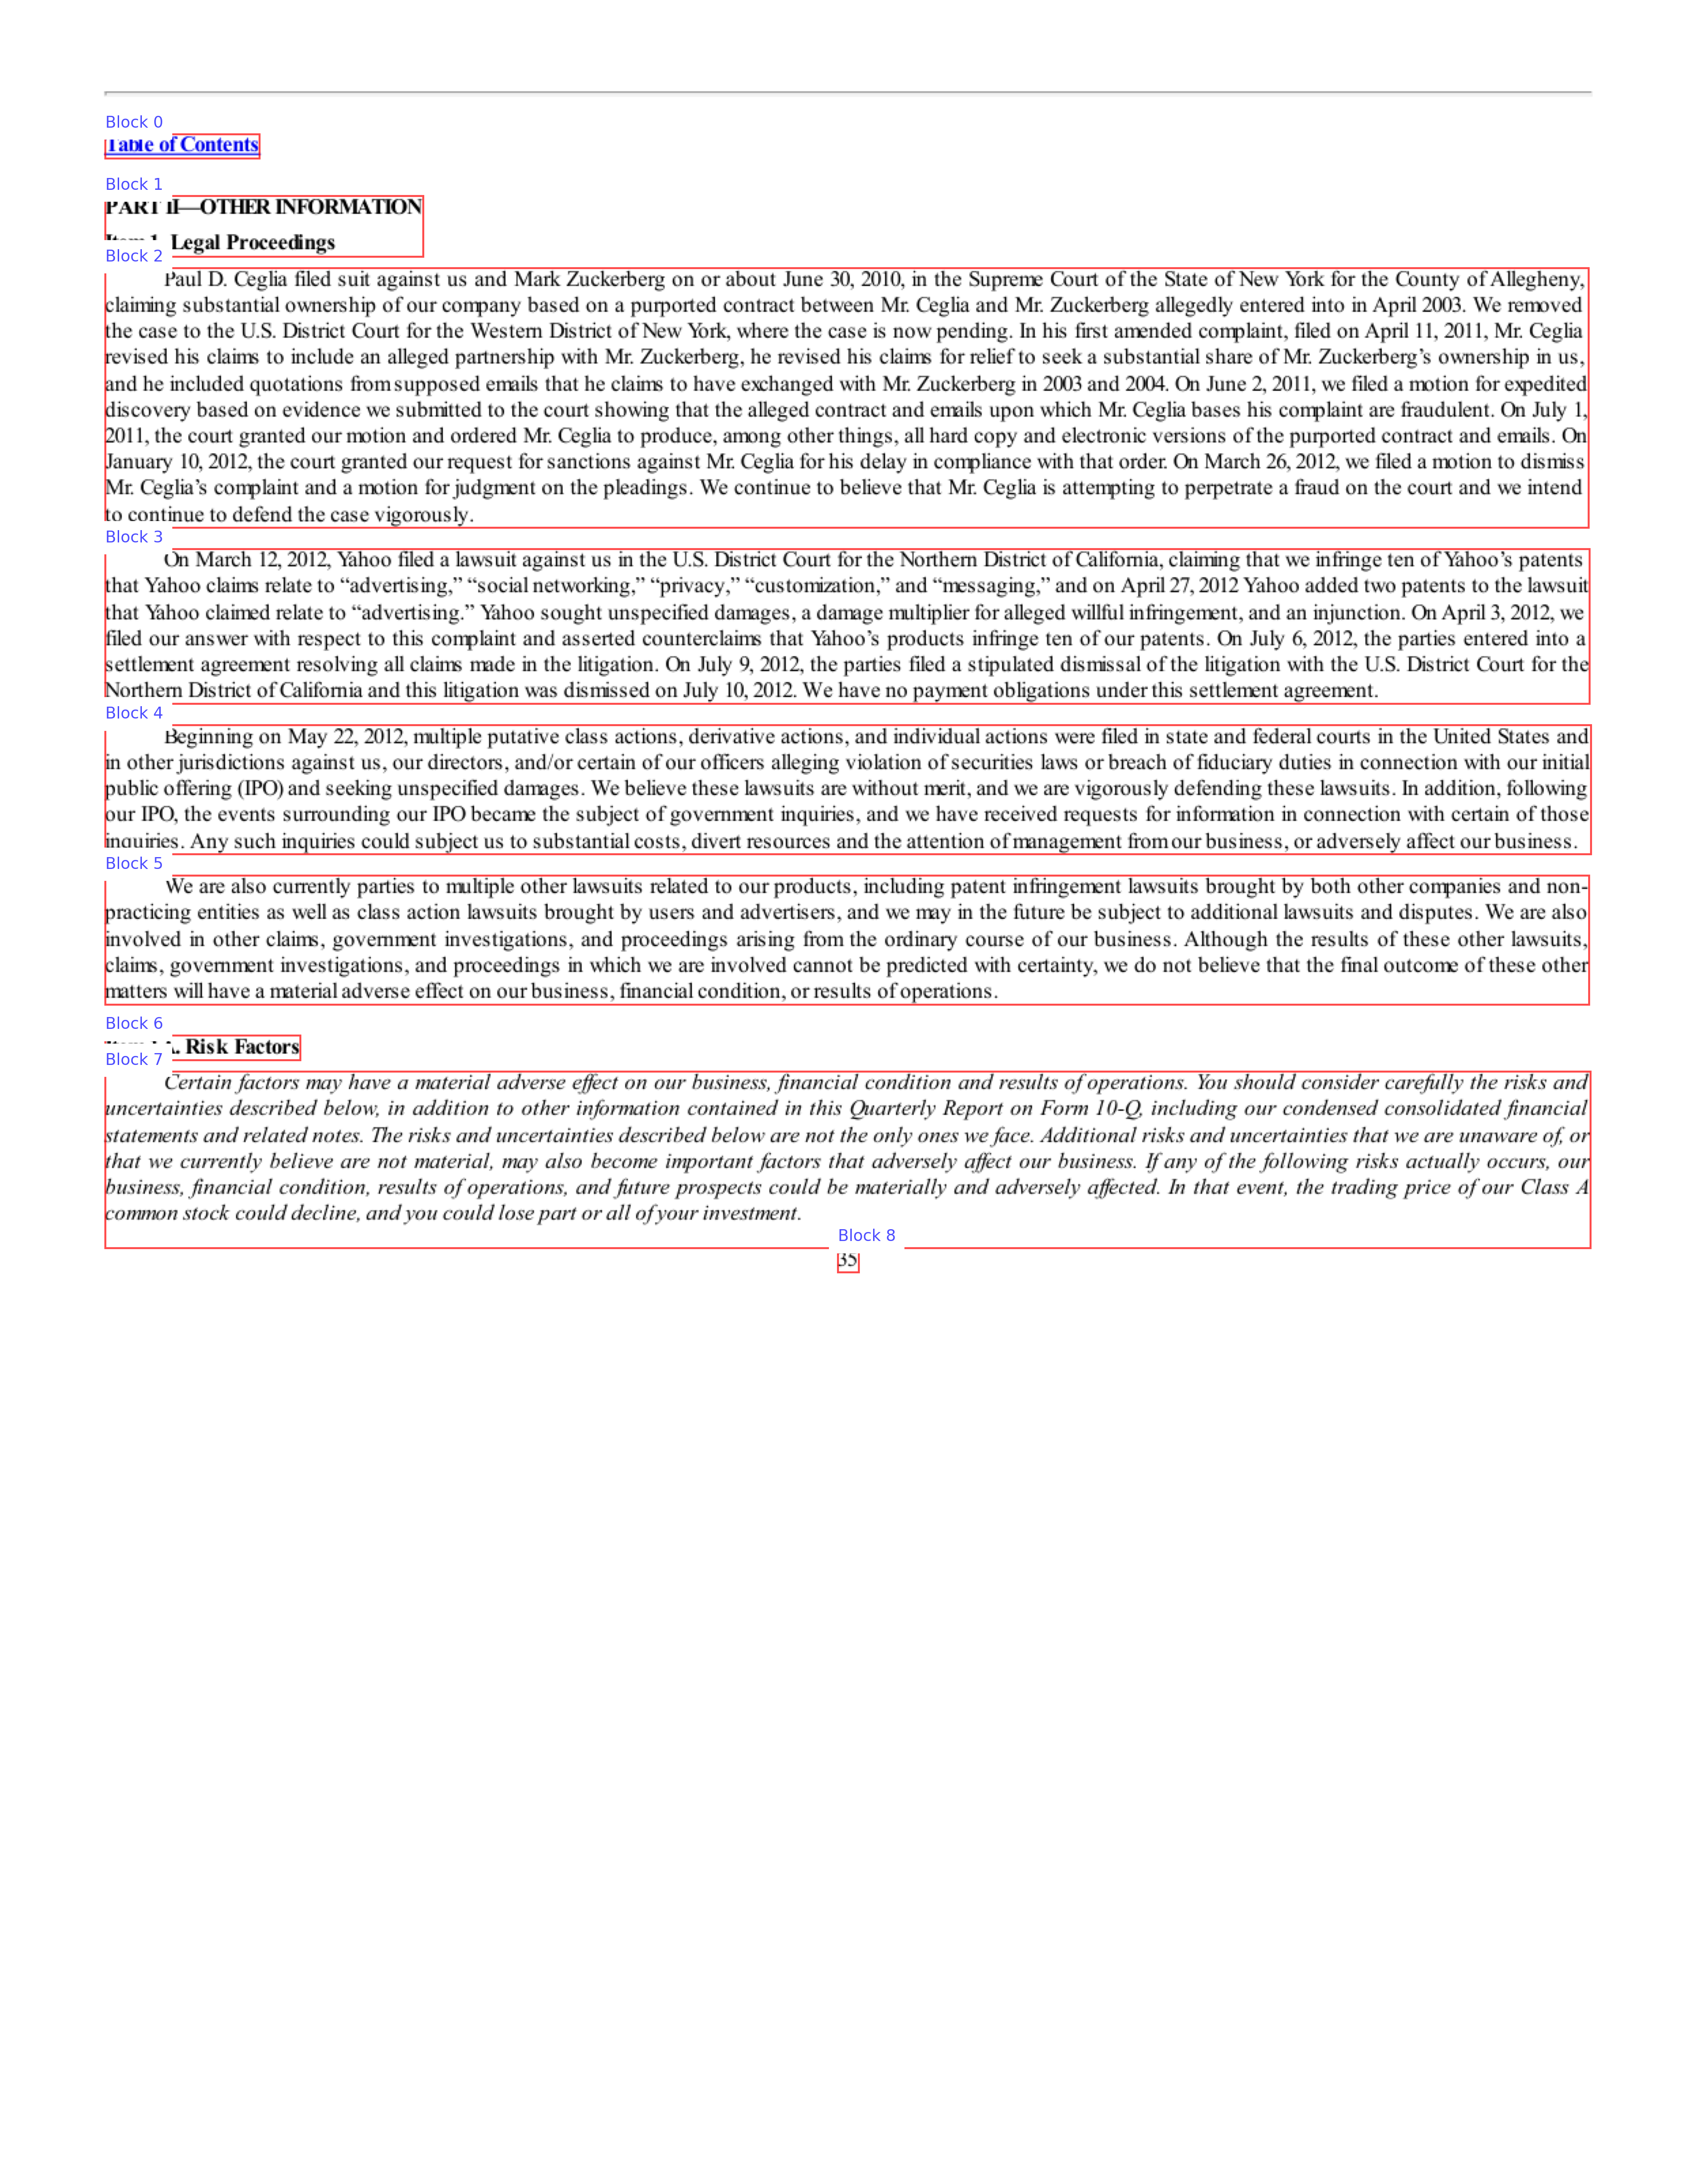 Block 0
Table of Contents
Block 1
PART II—OTHER INFORMATION
Legal Proceedings
Block 2
Paul D. Ceglia filed suit against us and Mark Zuckerberg on or about June 30, 2010, in the Supreme Court of the State of New York for the County of Allegheny,
claiming substantial ownership of our company based on a purported contract between Mr. Ceglia and Mr. Zuckerberg allegedly entered into in April 2003. We removed
the case to the U.S. District Court for the Western District of New York, where the case is now pending. In his first amended complaint, filed on April 11, 2011, Mr. Ceglia
revised his claims to include an alleged partnership with Mr. Zuckerberg, he revised his claims for relief to seek a substantial share of Mr. Zuckerberg’s ownership in us,
and he included quotations from supposed emails that he claims to have exchanged with Mr. Zuckerberg in 2003 and 2004. On June 2, 2011, we filed a motion for expedited
discovery based on evidence we submitted to the court showing that the alleged contract and emails upon which Mr. Ceglia bases his complaint are fraudulent. On July 1,
2011, the court granted our motion and ordered Mr. Ceglia to produce, among other things, all hard copy and electronic versions of the purported contract and emails. On
January 10, 2012, the court granted our request for sanctions against Mr. Ceglia for his delay in compliance with that order. On March 26, 2012, we filed a motion to dismiss
Mr. Ceglia’s complaint and a motion for judgment on the pleadings. We continue to believe that Mr. Ceglia is attempting to perpetrate a fraud on the court and we intend
to continue to defend the case vigorously.
Block 3
On March 12, 2012, Yahoo filed a lawsuit against us in the U.S. District Court for the Northern District of California, claiming that we infringe ten of Yahoo’s patents
that Yahoo claims relate to “advertising,” “social networking,” “privacy,” “customization,” and “messaging,” and on April 27, 2012 Yahoo added two patents to the lawsuit
that Yahoo claimed relate to “advertising.” Yahoo sought unspecified damages, a damage multiplier for alleged willful infringement, and an injunction. On April 3, 2012, we
filed our answer with respect to this complaint and asserted counterclaims that Yahoo’s products infringe ten of our patents. On July 6, 2012, the parties entered into a
settlement agreement resolving all claims made in the litigation. On July 9, 2012, the parties filed a stipulated dismissal of the litigation with the U.S. District Court for the
Northern District of California and this litigation was dismissed on July 10, 2012. We have no payment obligations under this settlement agreement.
Block 4
Beginning on May 22, 2012, multiple putative class actions, derivative actions, and individual actions were filed in state and federal courts in the United States and
in other jurisdictions against us, our directors, and/or certain of our officers alleging violation of securities laws or breach of fiduciary duties in connection with our initial
public offering (IPO) and seeking unspecified damages. We believe these lawsuits are without merit, and we are vigorously defending these lawsuits. In addition, following
our IPO, the events surrounding our IPO became the subject of government inquiries, and we have received requests for information in connection with certain of those
inquiries. Any such inquiries could subject us to substantial costs, divert resources and the attention of management from our business, or adversely affect our business.
Block 5
We are also currently parties to multiple other lawsuits related to our products, including patent infringement lawsuits brought by both other companies and non-
practicing entities as well as class action lawsuits brought by users and advertisers, and we may in the future be subject to additional lawsuits and disputes. We are also
involved in other claims, government investigations, and proceedings arising from the ordinary course of our business. Although the results of these other lawsuits,
claims, government investigations, and proceedings in which we are involved cannot be predicted with certainty, we do not believe that the final outcome of these other
matters will have a material adverse effect on our business, financial condition, or results of operations.
Block 6
Risk Factors
Block 7
Certain factors may have a material adverse effect on our business, financial condition and results of operations. You should consider carefully the risks and
uncertainties described below, in addition to other information contained in this Quarterly Report on Form 10-Q, including our condensed consolidated financial
statements and related notes. The risks and uncertainties described below are not the only ones we face. Additional risks and uncertainties that we are unaware of, or
that we currently believe are not material, may also become important factors that adversely affect our business. If any of the following risks actually occurs, our
business, financial condition, results of operations, and future prospects could be materially and adversely affected. In that event, the trading price of our Class A
common stock could decline, and you could lose part or all of your investment.
Block 8
35